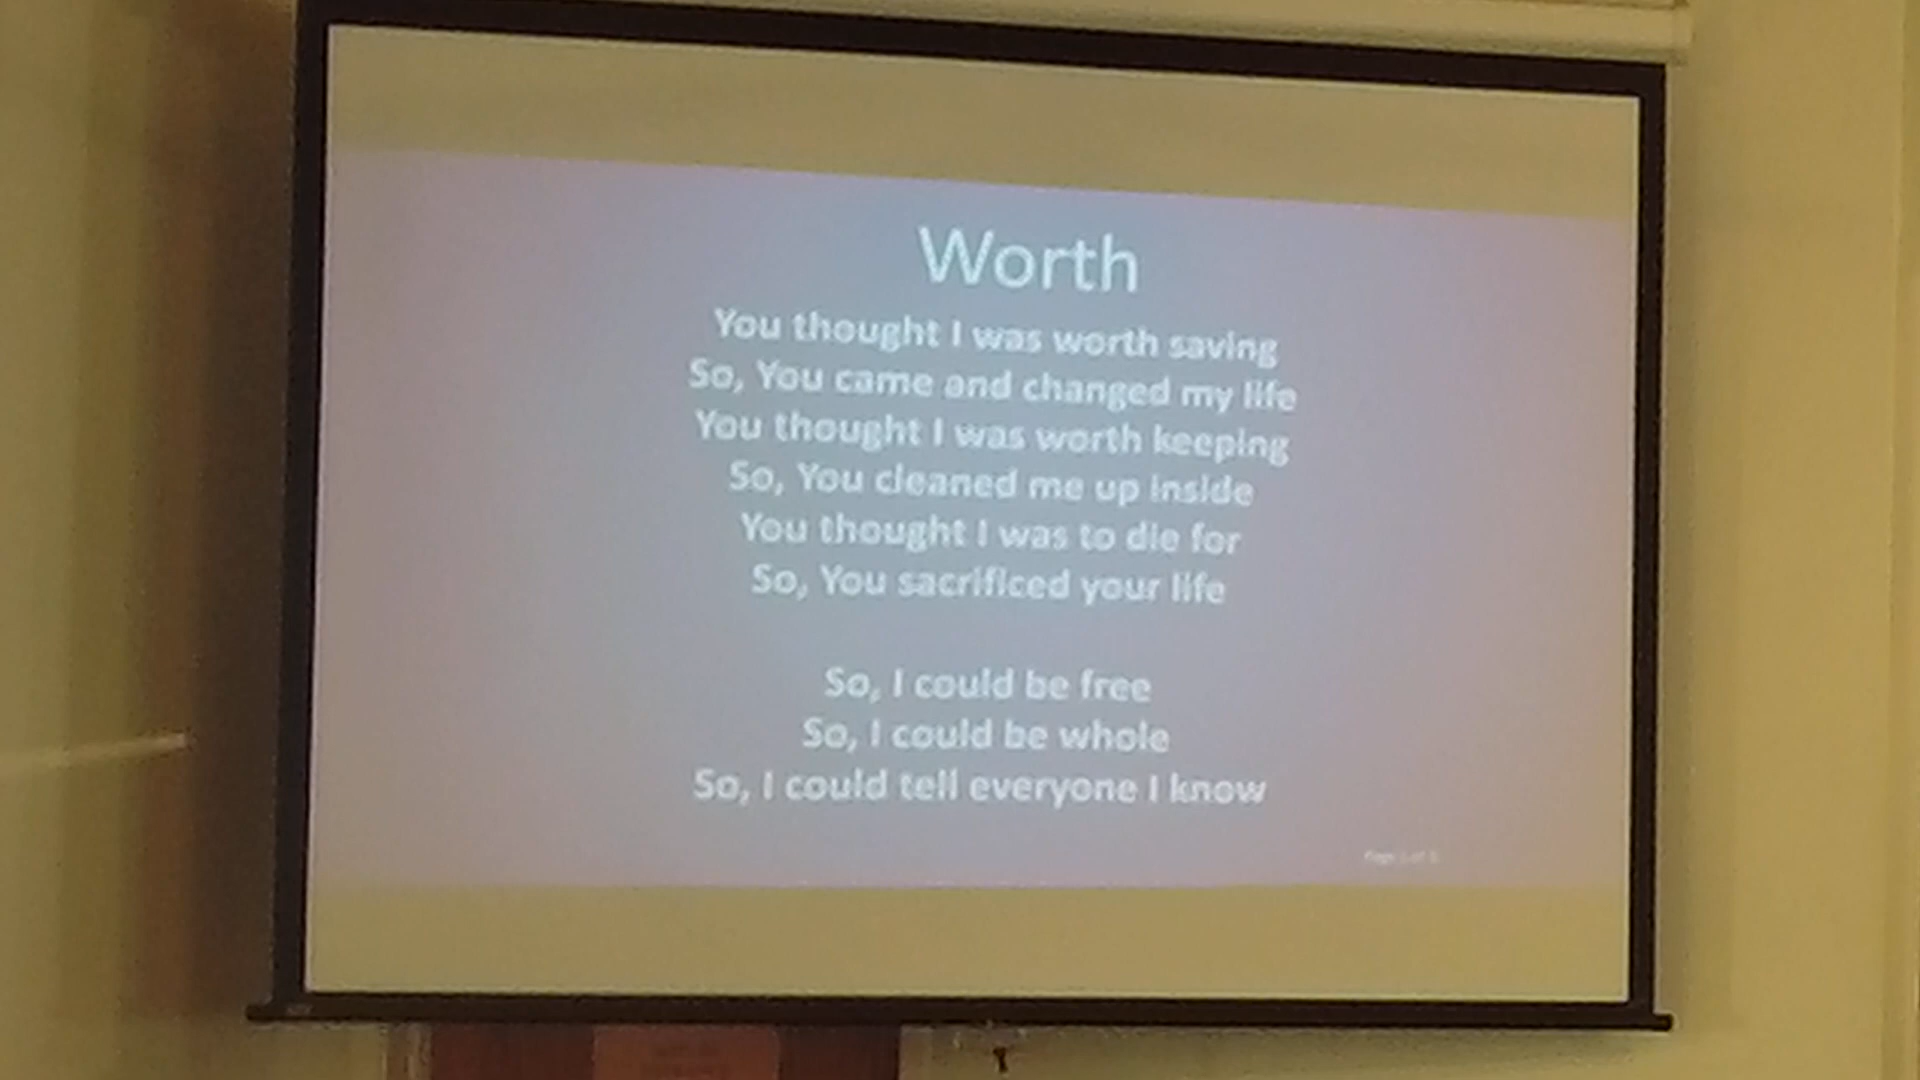 Worth
You thought I was worth saving
So, You came and changed my life
You thought I was worth keeping
So, You cleaned me up inside
You thought I was to die for
So, You sacrificed your life
So, I could be free
So, I could be whole
So, I could tell everyone I know
Page of